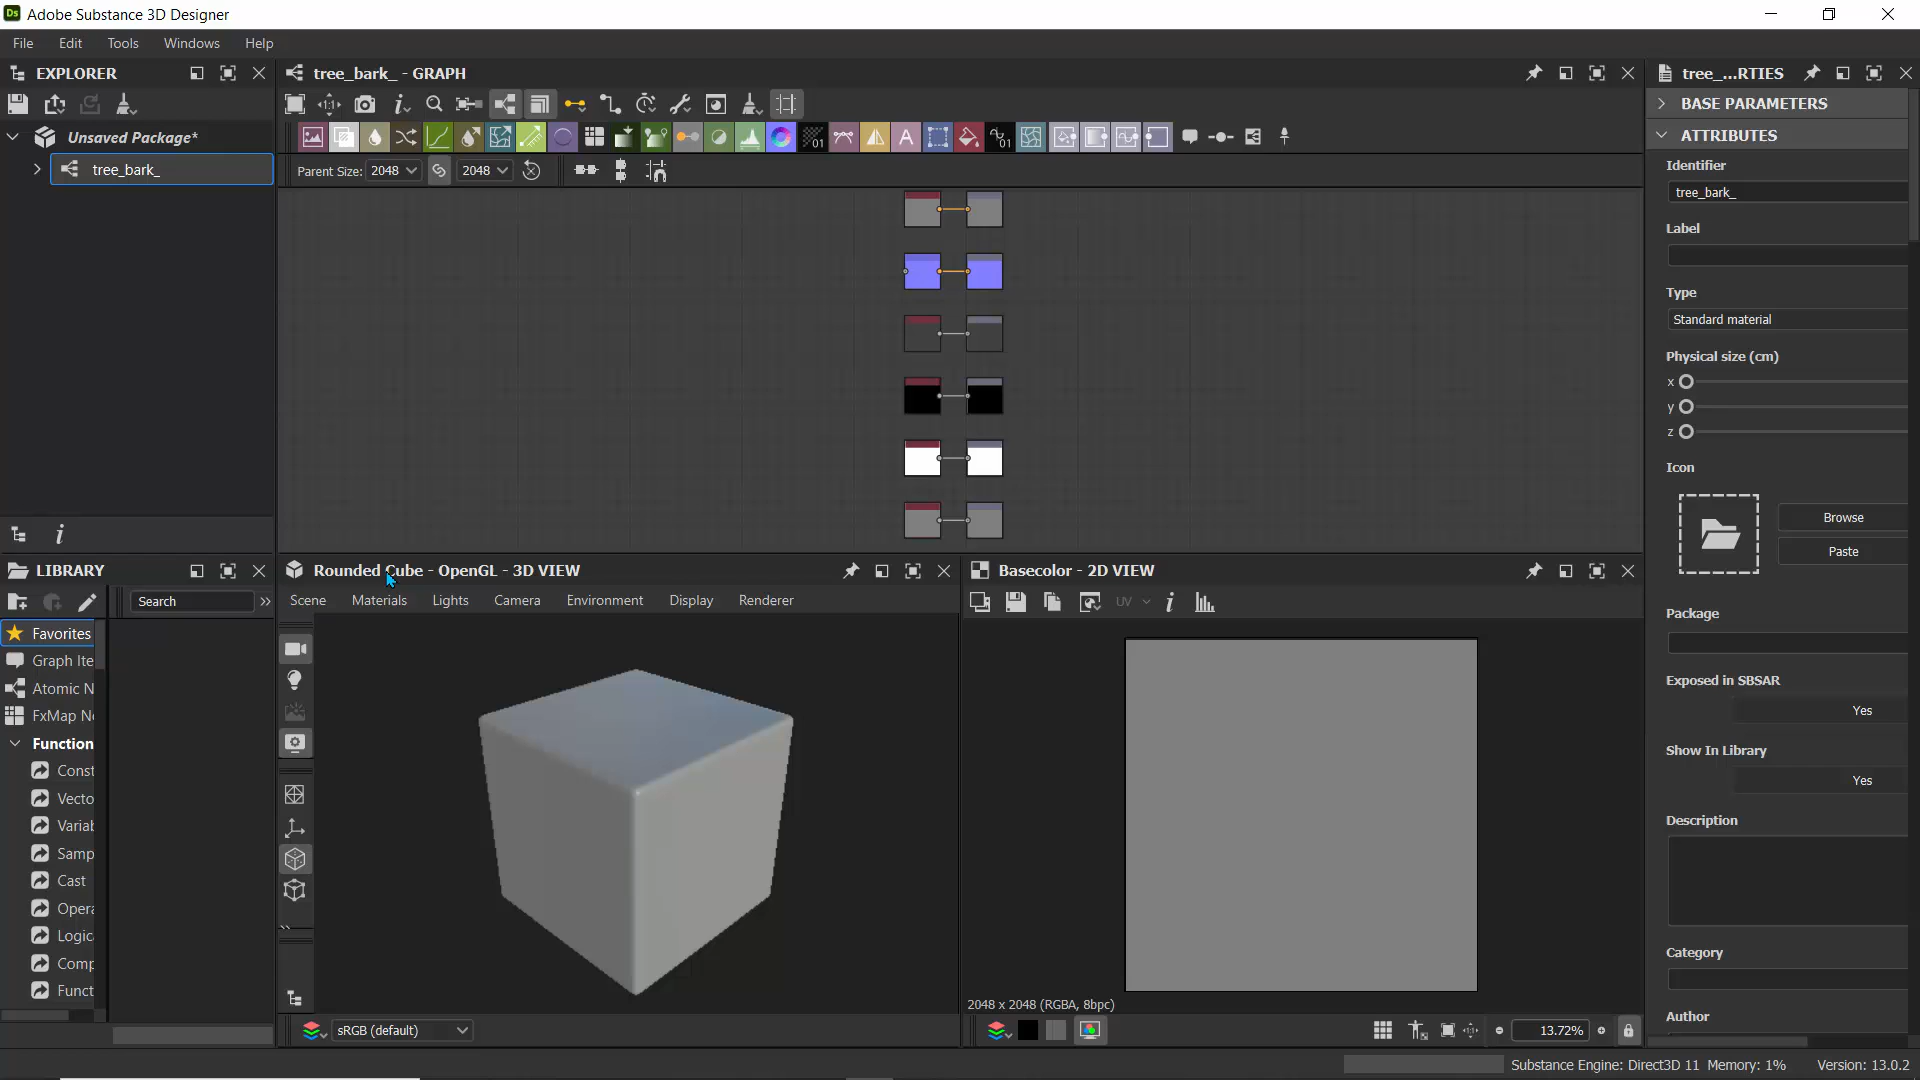 Adobe Substance 3D Designer
File Edit Tools Windows Help
EXPLORER
Unsaved Package*
tree_bark_
tree_bark_ - GRAPH
Parent Size: 2048 2048
LIBRARY
Search
Favorites
Graph Ite
Atomic N
FxMap N
Function
Const
Vecto
Varial
Samp
Cast
Opera
Logic
Comp
Funct
Rounded Cube - OpenGL - 3D VIEW
Scene Materials Lights Camera Environment Display Renderer
sRGB (default)
Basecolor - 2D VIEW
UV
2048 x 2048 (RGBA, 8bpc)
13.72%
tree_...RTIES
BASE PARAMETERS
ATTRIBUTES
Identifier
tree_bark_
Label
Type
Standard material
Physical size (cm)
x
y
z
Icon
Browse
Paste
Package
Exposed in SBSAR
Yes
Show In Library
Yes
Description
Category
Author
Substance Engine: Direct3D 11 Memory: 1% Version: 13.0.2